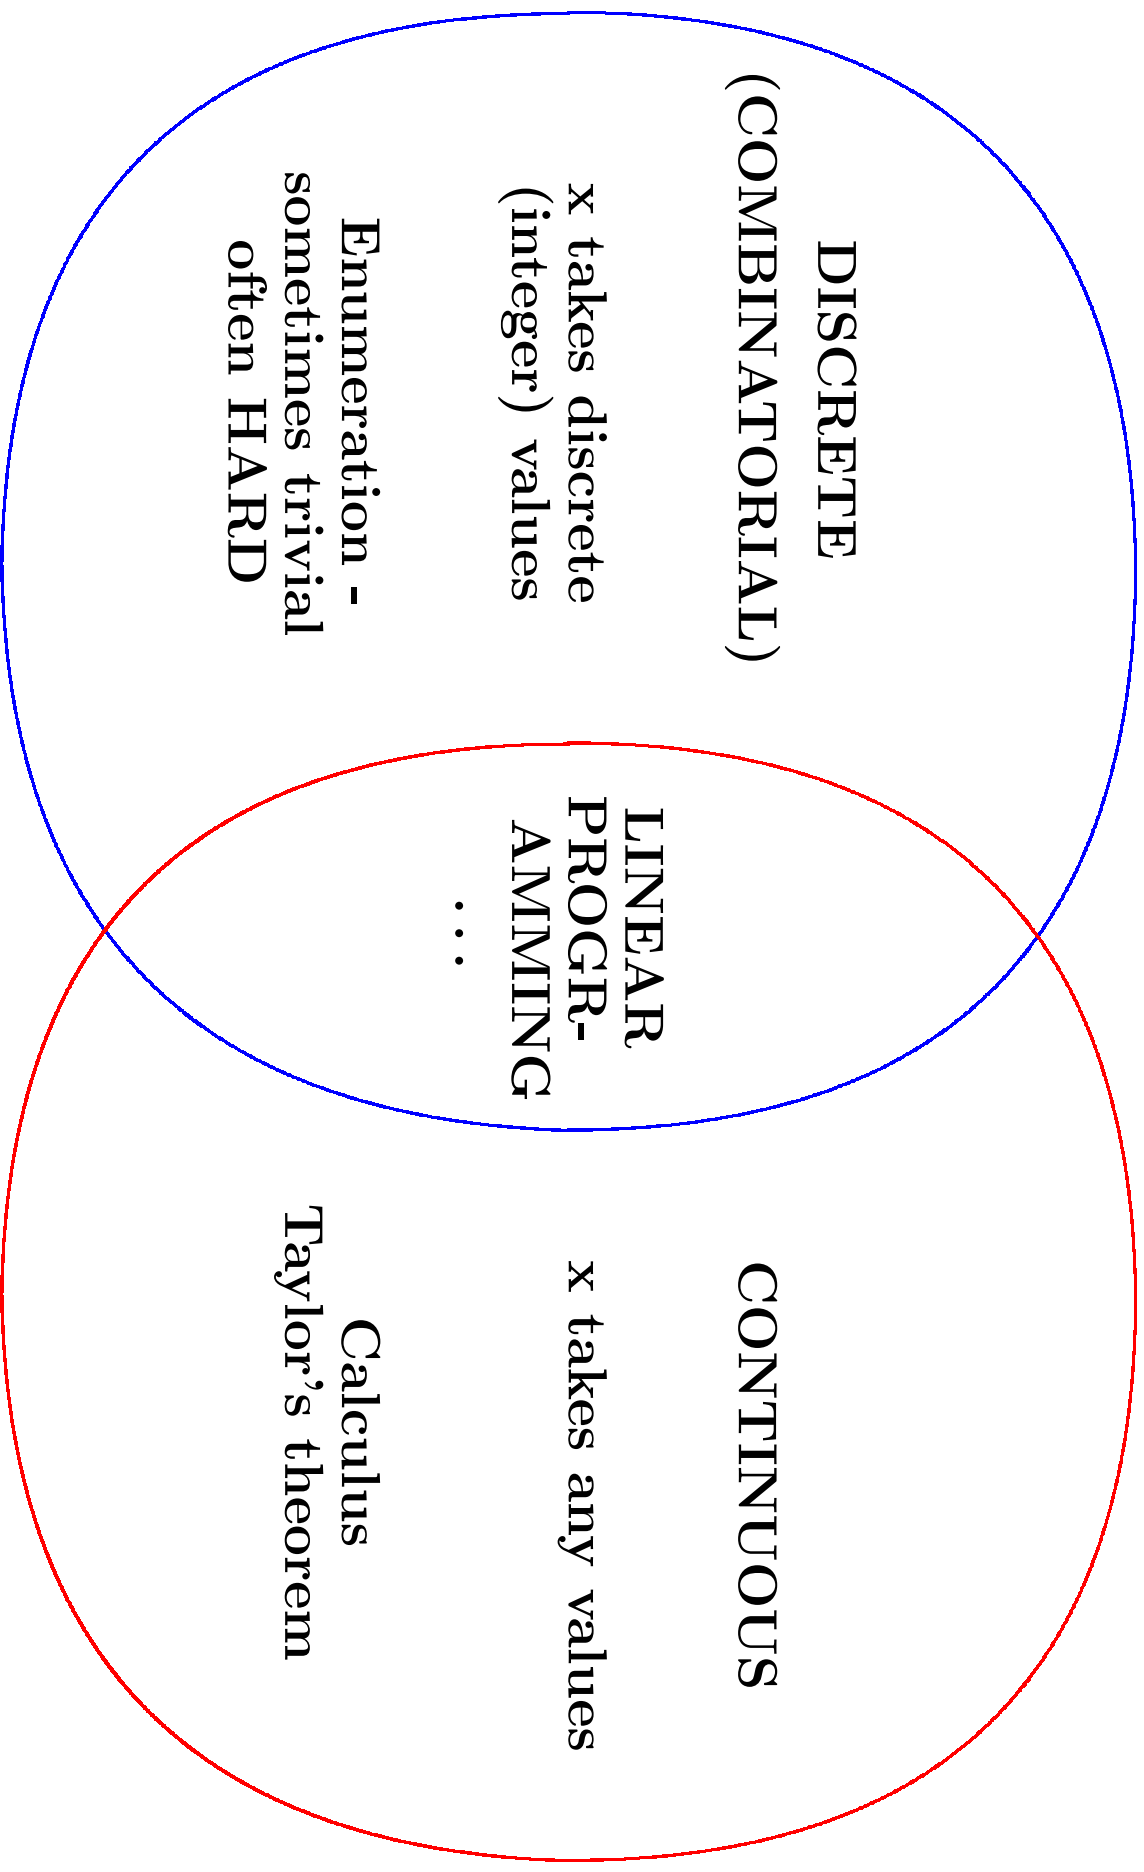 DISCRETE
(COMBINATORIAL)
x takes discrete
(integer) values
Enumeration -
sometimes trivial
often HARD
LINEAR
PROGR-
AMMING
...
CONTINUOUS
x takes any values
Calculus
Taylor's theorem